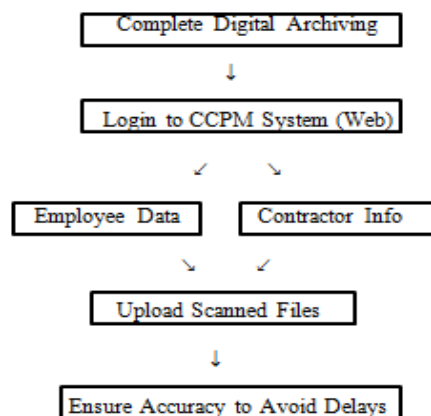 Complete Digital Archiving
↓
Login to CCPM System (Web)
↙ ↘
Employee Data Contractor Info
↘ ↙
Upload Scanned Files
↓
Ensure Accuracy to Avoid Delays